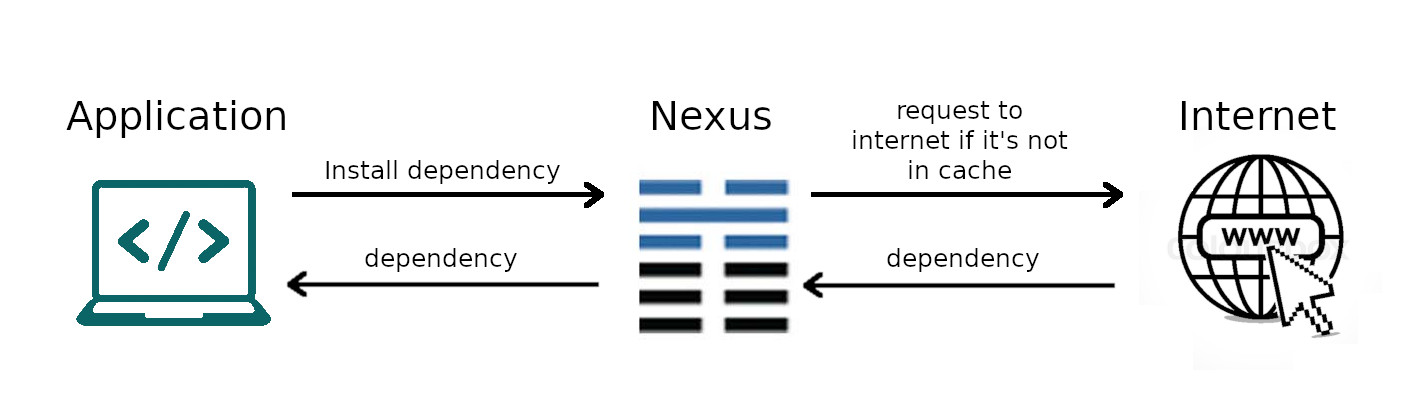 Application
Nexus
request to
internet if it's not
in cache
Internet
Install dependency
dependency
dependency
WWW